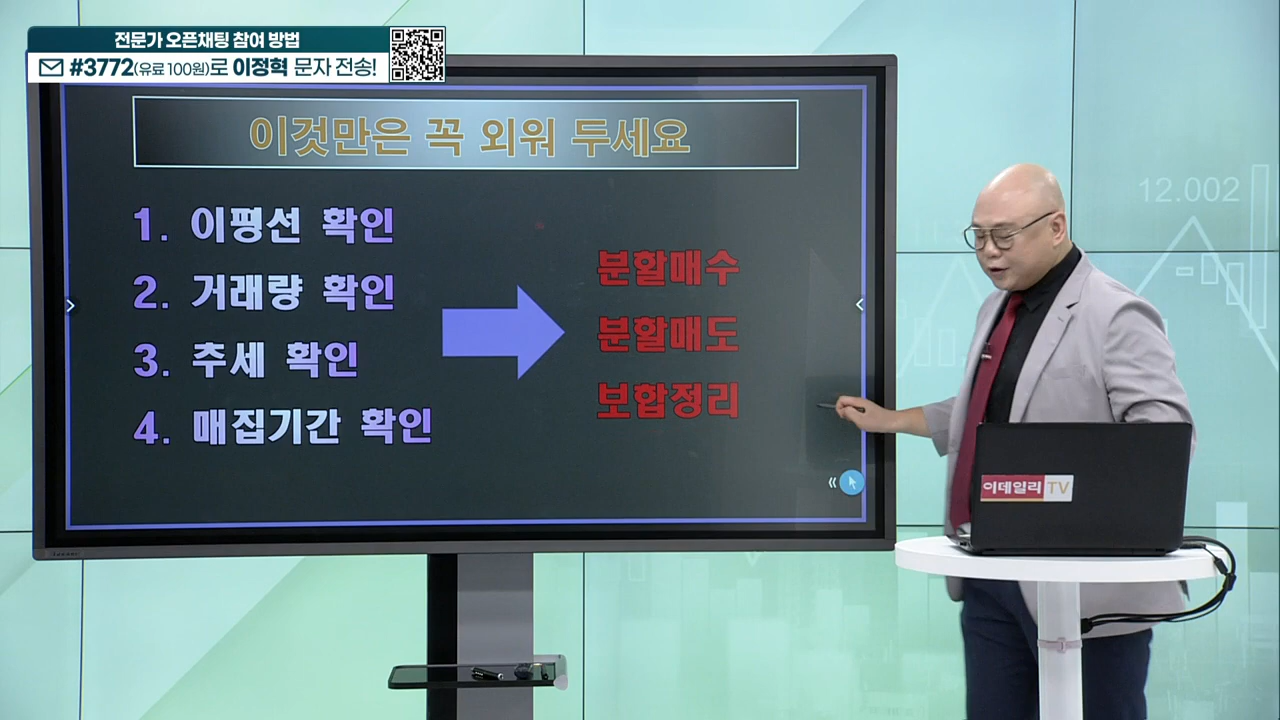 전문가 오픈채팅 참여 방법
#3772(유료 100원)로 이정혁 문자 전송!
이것만은 꼭 외워 두세요
1. 이평선 확인
2. 거래량 확인
3. 추세 확인
4. 매집기간 확인
분할매수
분할매도
보합정리
12.002
이데일리 TV